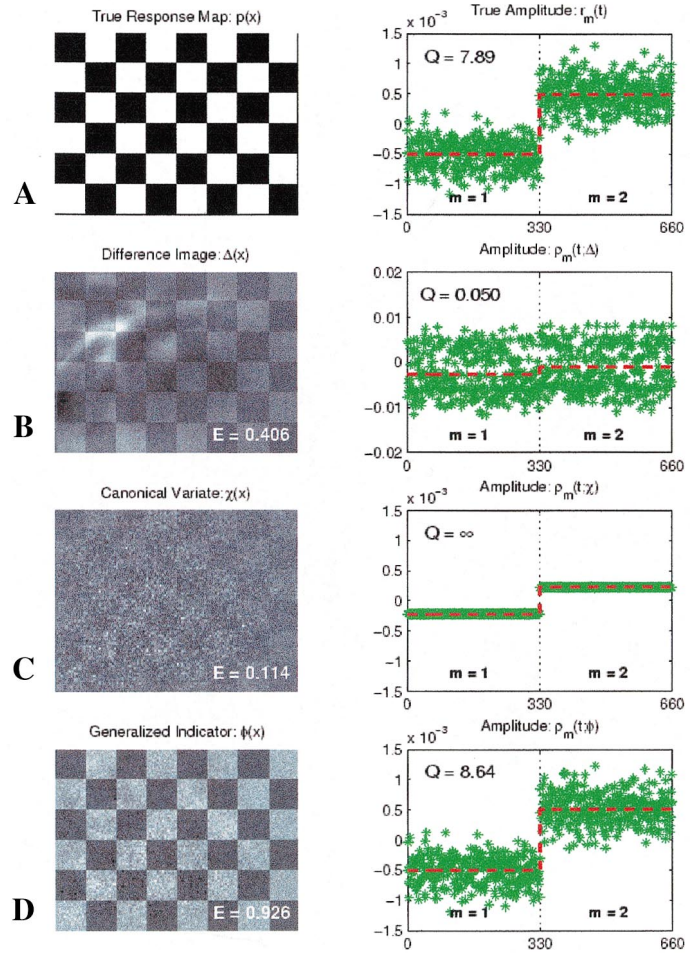 True Response Map: p(x)
True Amplitude: r_m(t)
x 10⁻³
1.5
1
0.5
0
−0.5
−1
−1.5
Q = 7.89
m = 1
m = 2
0
330
660
A
Difference Image: Δ(x)
Amplitude: ρ_m(t;Δ)
0.02
0.01
0
−0.01
−0.02
Q = 0.050
m = 1
m = 2
0
330
660
E = 0.406
B
Canonical Variate: χ(x)
Amplitude: ρ_m(t;χ)
x 10⁻³
1.5
1
0.5
0
−0.5
−1
−1.5
Q = ∞
m = 1
m = 2
0
330
660
E = 0.114
C
Generalized Indicator: φ(x)
Amplitude: ρ_m(t;φ)
x 10⁻³
1.5
1
0.5
0
−0.5
−1
−1.5
Q = 8.64
m = 1
m = 2
0
330
660
E = 0.926
D